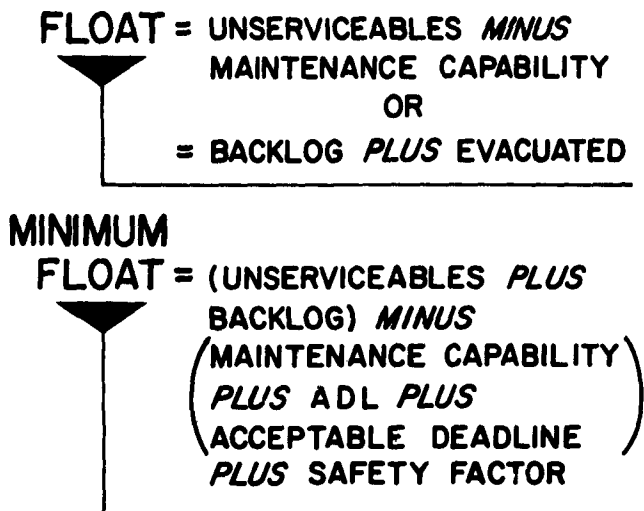 FLOAT = UNSERVICEABLES MINUS
MAINTENANCE CAPABILITY
OR
= BACKLOG PLUS EVACUATED
MINIMUM
FLOAT = (UNSERVICEABLES PLUS
BACKLOG) MINUS
(MAINTENANCE CAPABILITY
PLUS ADL PLUS
ACCEPTABLE DEADLINE)
PLUS SAFETY FACTOR